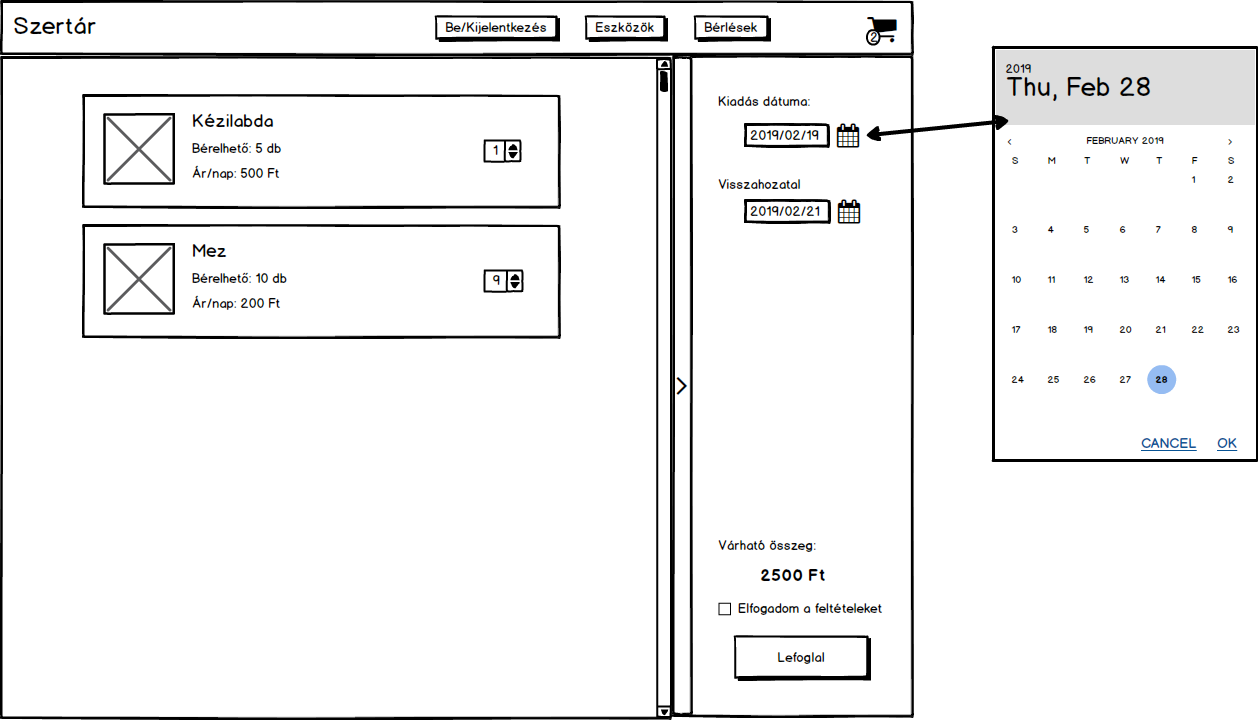 Szertár
Be/Kijelentkezés
Eszközök
Bérlések
2
Kézilabda
Bérelhető: 5 db
Ár/nap: 500 Ft
1
Mez
Bérelhető: 10 db
Ár/nap: 200 Ft
9
Kiadás dátuma:
2019/02/19
Visszahozatal
2019/02/21
Várható összeg:
2500 Ft
Elfogadom a feltételeket
Lefoglal
2019
Thu, Feb 28
FEBRUARY 2019
S M T W T F S
1 2
3 4 5 6 7 8 9
10 11 12 13 14 15 16
17 18 19 20 21 22 23
24 25 26 27 28
CANCEL OK